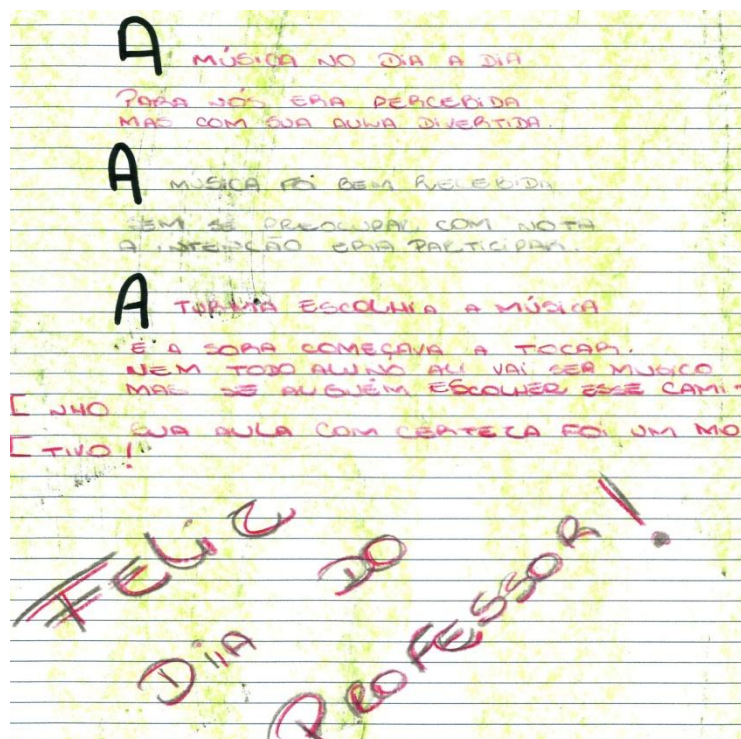 A MÚSICA NO DIA A DIA
PARA NÓS ERA PERCEBIDA
MAS COM SUA AULA DIVERTIDA.
A MÚSICA FOI BEM RECEBIDA
SEM SE PREOCUPAR COM NOTA
A INTENÇÃO ERIA PARTICIPAR.
A TURMA ESCOLHIA A MÚSICA
E A SORA COMEÇAVA A TOCAR.
NEM TODO ALUNO ALI VAI SER MUSICO
MAS SE ALGUÉM ESCOLHER ESSE CAMI-
[ NHO
SUA AULA COM CERTEZA FOI UM MO
[ TIVO!
FELIZ
DIA DO
PROFESSOR!